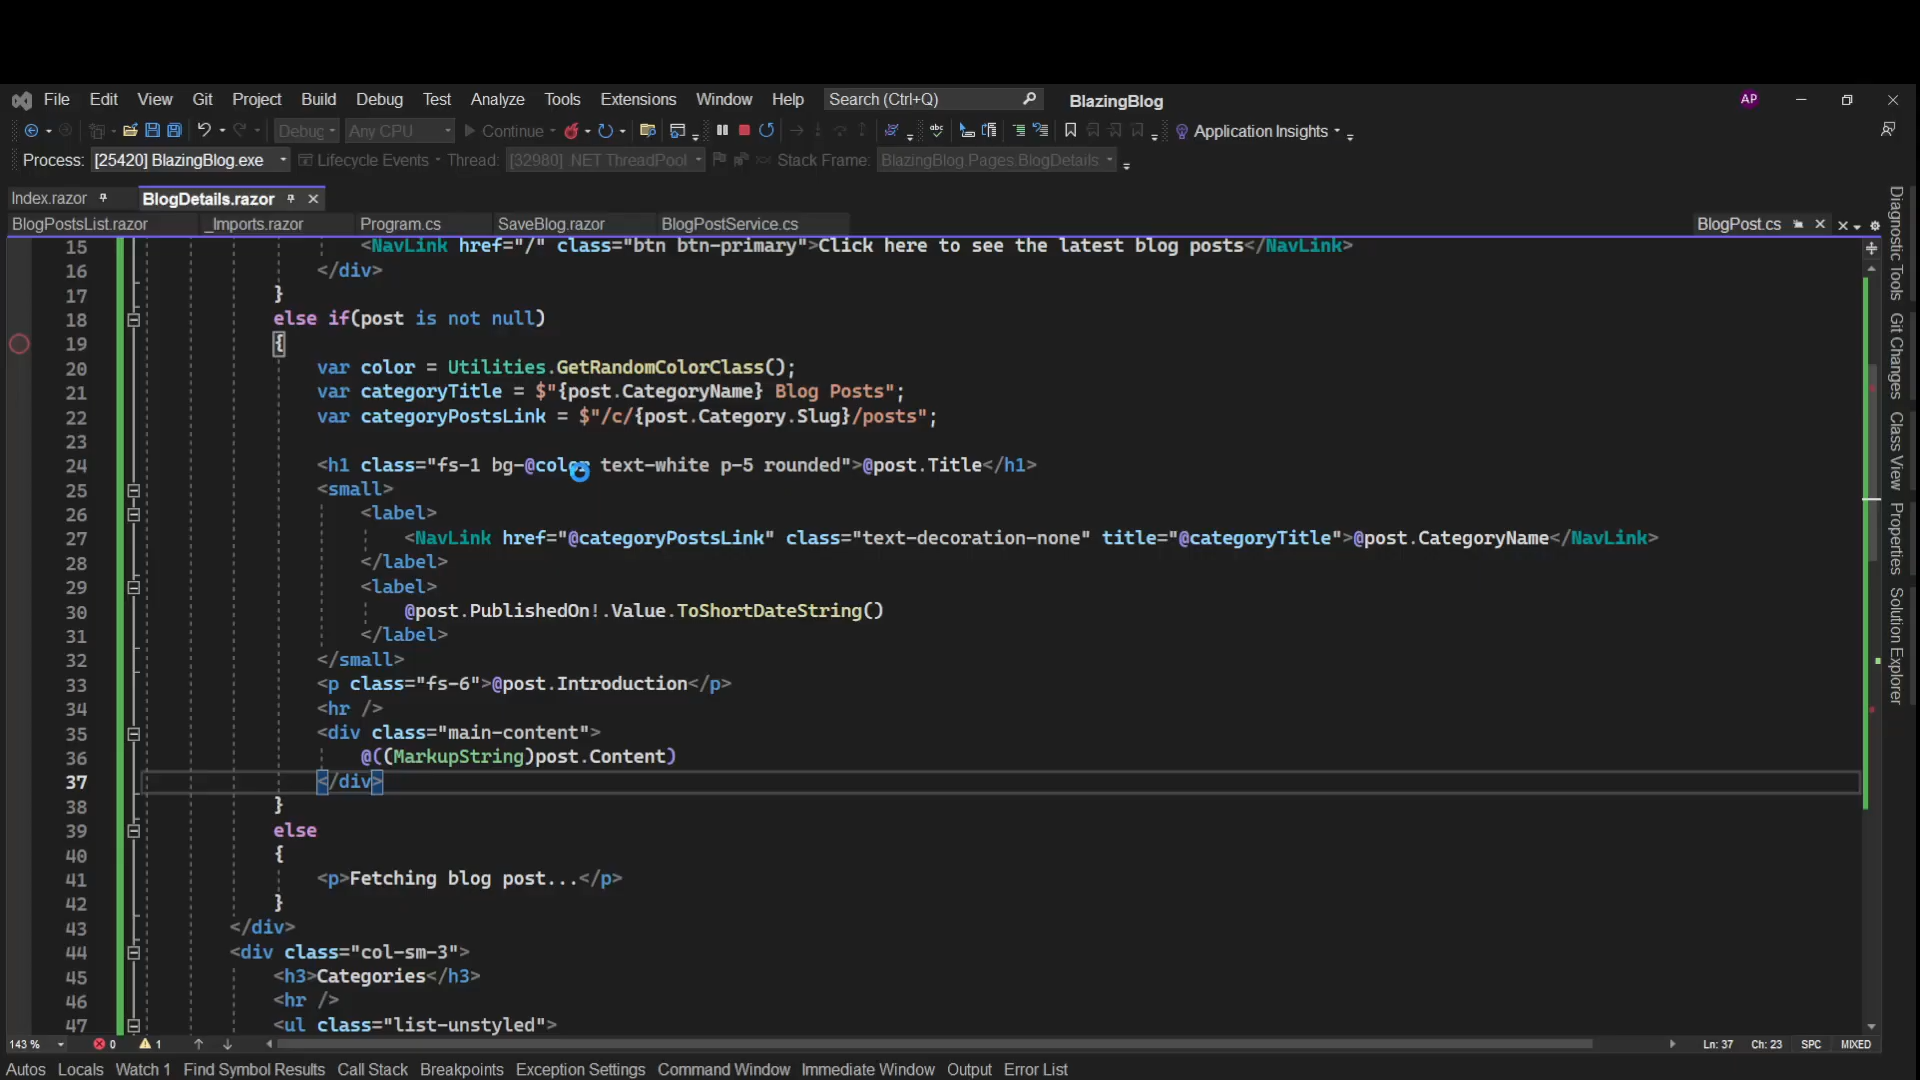 File Edit View Git Project Build Debug Test Analyze Tools Extensions Window Help Search (Ctrl+Q) BlazingBlog AP
Debug Any CPU Continue Application Insights
Process: [25420] BlazingBlog.exe Lifecycle Events Thread: [32980] .NET ThreadPool Stack Frame: BlazingBlog.Pages.BlogDetails
Index.razor BlogDetails.razor
BlogPostsList.razor _Imports.razor Program.cs SaveBlog.razor BlogPostService.cs BlogPost.cs
15 <NavLink href="/" class="btn btn-primary">Click here to see the latest blog posts</NavLink>
16 </div>
17 }
18 else if(post is not null)
19 {
20 var color = Utilities.GetRandomColorClass();
21 var categoryTitle = $"{post.CategoryName} Blog Posts";
22 var categoryPostsLink = $"/c/{post.Category.Slug}/posts";
23
24 <h1 class="fs-1 bg-@color text-white p-5 rounded">@post.Title</h1>
25 <small>
26 <label>
27 <NavLink href="@categoryPostsLink" class="text-decoration-none" title="@categoryTitle">@post.CategoryName</NavLink>
28 </label>
29 <label>
30 @post.PublishedOn!.Value.ToShortDateString()
31 </label>
32 </small>
33 <p class="fs-6">@post.Introduction</p>
34 <hr />
35 <div class="main-content">
36 @((MarkupString)post.Content)
37 </div>
38 }
39 else
40 {
41 <p>Fetching blog post...</p>
42 }
43 </div>
44 <div class="col-sm-3">
45 <h3>Categories</h3>
46 <hr />
47 <ul class="list-unstyled">
143 % 0 1 Ln: 37 Ch: 23 SPC MIXED
Autos Locals Watch 1 Find Symbol Results Call Stack Breakpoints Exception Settings Command Window Immediate Window Output Error List
Diagnostic Tools
Git Changes
Class View
Properties
Solution Explorer